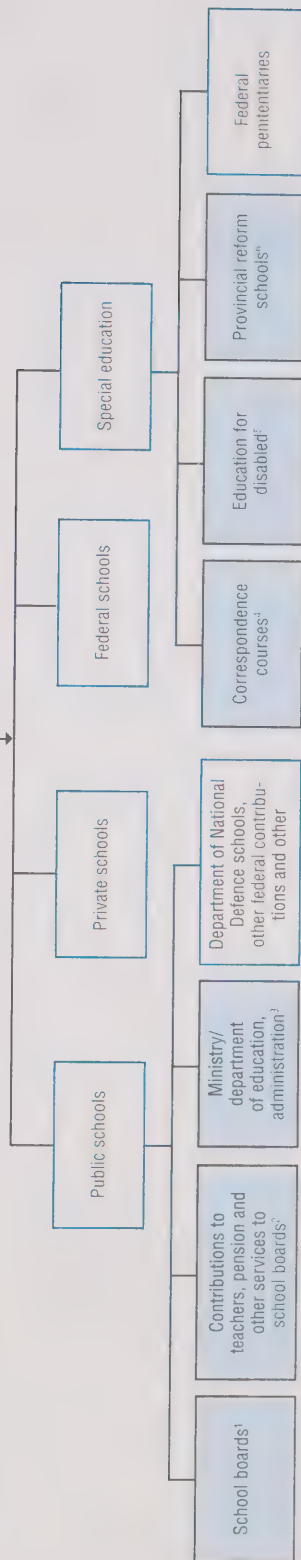 Public schools
Private schools
Federal schools
Special education
School boards¹
Contributions to
teachers, pension and
other services to
school boards²
Ministry/
department
of education,
administration³
Department of National
Defence schools,
other federal contribu-
tions and other
Correspondence
courses⁴
Education for
disabled⁵
Provincial reform
schools⁶
Federal
penitentiaries